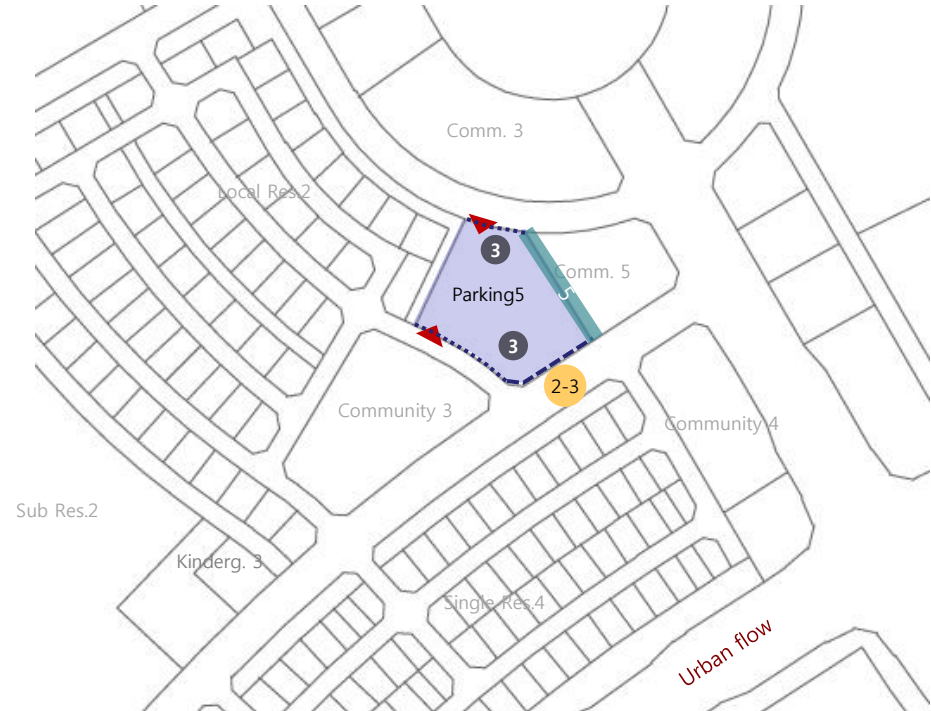 Comm. 3
Local Res.2
3
Comm. 5
5
Parking5
3
2-3
Community 3
Community 4
Sub Res.2
Kinderg. 3
Single Res.4
Urban flow